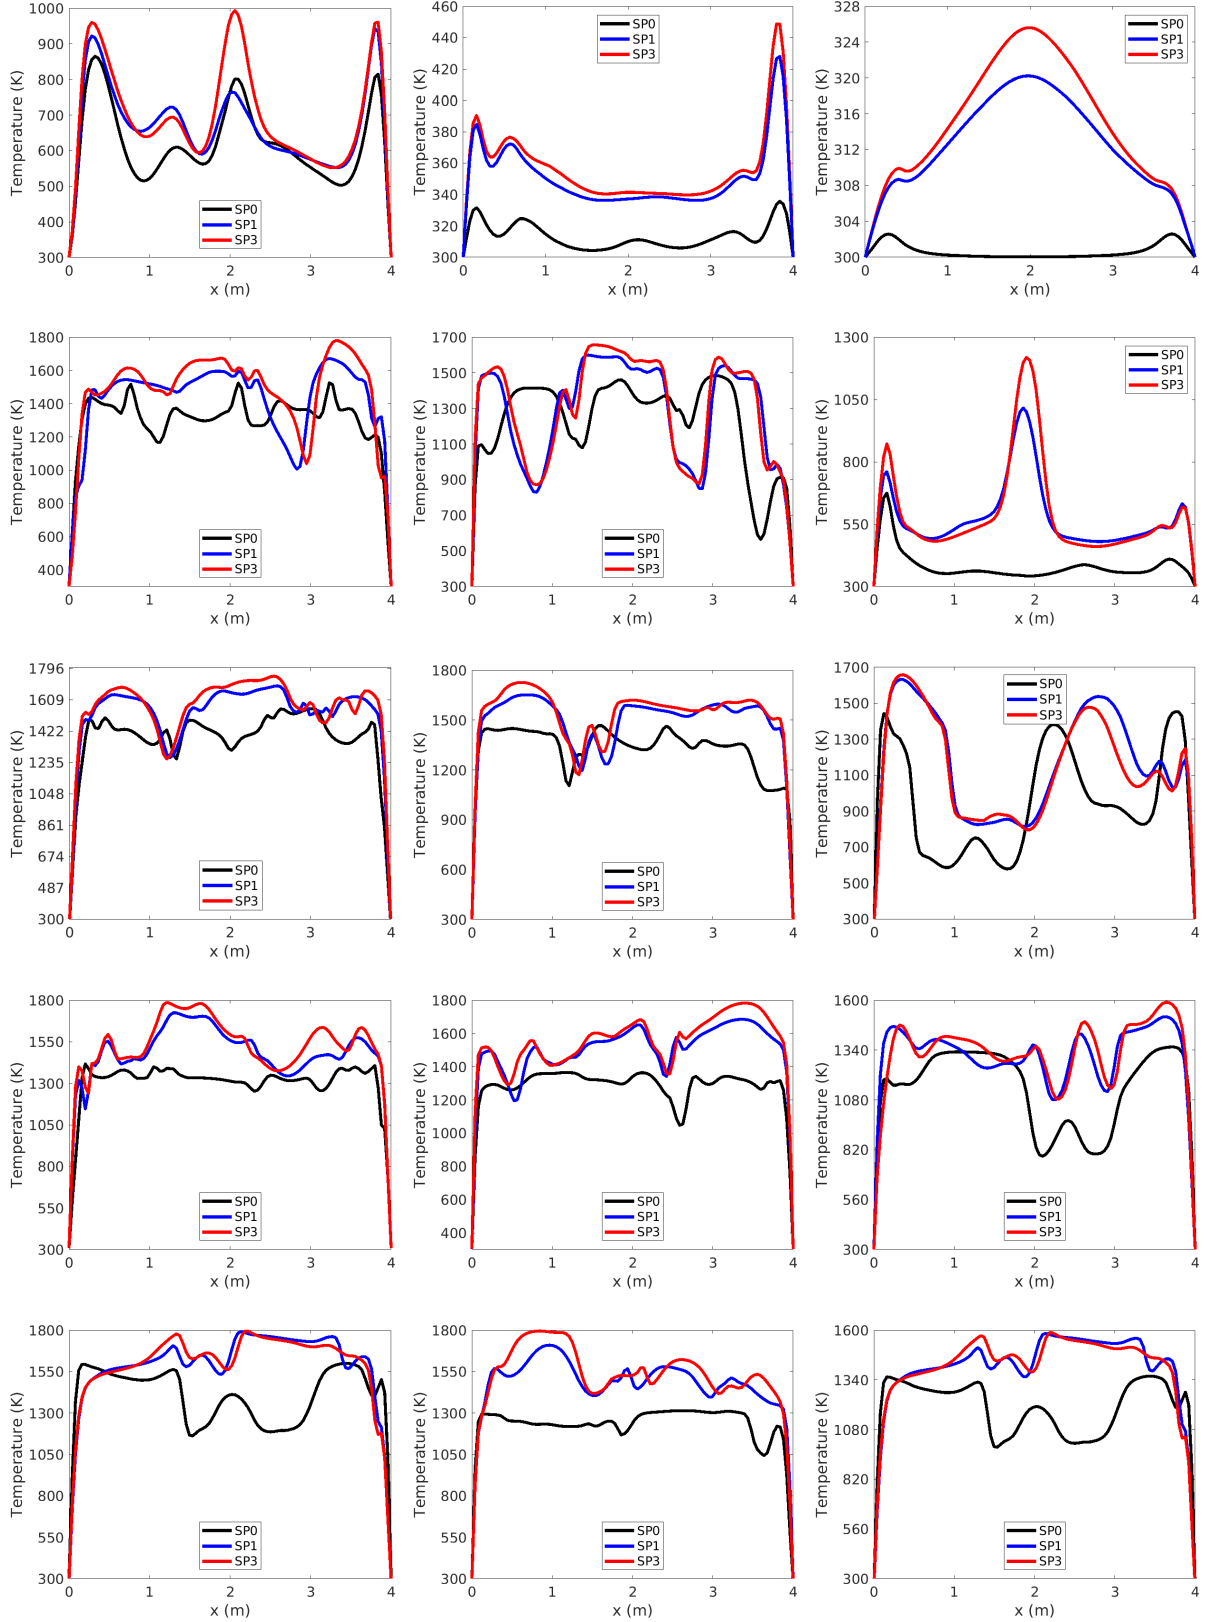 Temperature (K)
1000
900
800
700
600
500
400
300
0 1 2 3 4
x (m)
SP0
SP1
SP3
Temperature (K)
460
440
420
400
380
360
340
320
300
0 1 2 3 4
x (m)
SP0
SP1
SP3
Temperature (K)
328
324
320
316
312
308
304
300
0 1 2 3 4
x (m)
SP0
SP1
SP3
Temperature (K)
1800
1600
1400
1200
1000
800
600
400
0 1 2 3 4
x (m)
SP0
SP1
SP3
Temperature (K)
1700
1500
1300
1100
900
700
500
300
0 1 2 3 4
x (m)
SP0
SP1
SP3
Temperature (K)
1300
1050
800
550
300
0 1 2 3 4
x (m)
SP0
SP1
SP3
Temperature (K)
1796
1609
1422
1235
1048
861
674
487
300
0 1 2 3 4
x (m)
SP0
SP1
SP3
Temperature (K)
1800
1500
1200
900
600
300
0 1 2 3 4
x (m)
SP0
SP1
SP3
Temperature (K)
1700
1500
1300
1100
900
700
500
300
0 1 2 3 4
x (m)
SP0
SP1
SP3
Temperature (K)
1800
1550
1300
1050
800
550
300
0 1 2 3 4
x (m)
SP0
SP1
SP3
Temperature (K)
1800
1600
1400
1200
1000
800
600
400
0 1 2 3 4
x (m)
SP0
SP1
SP3
Temperature (K)
1600
1340
1080
820
560
300
0 1 2 3 4
x (m)
SP0
SP1
SP3
Temperature (K)
1800
1550
1300
1050
800
550
300
0 1 2 3 4
x (m)
SP0
SP1
SP3
Temperature (K)
1800
1550
1300
1050
800
550
300
0 1 2 3 4
x (m)
SP0
SP1
SP3
Temperature (K)
1600
1340
1080
820
560
300
0 1 2 3 4
x (m)
SP0
SP1
SP3